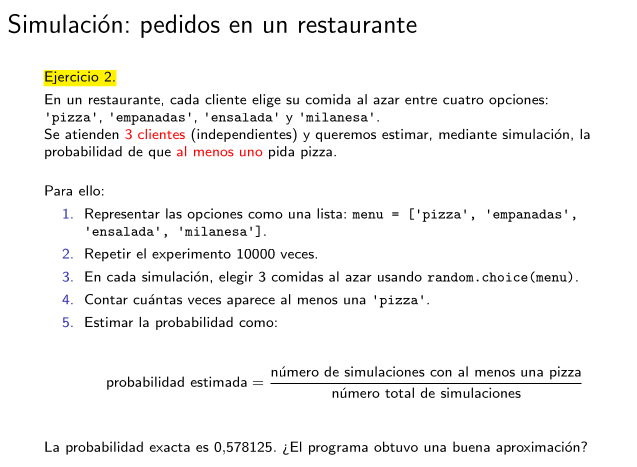 Simulación: pedidos en un restaurante
Ejercicio 2.
En un restaurante, cada cliente elige su comida al azar entre cuatro opciones:
'pizza', 'empanadas', 'ensalada' y 'milanesa'.
Se atienden 3 clientes (independientes) y queremos estimar, mediante simulación, la
probabilidad de que al menos uno pida pizza.
Para ello:
1. Representar las opciones como una lista: menu = ['pizza', 'empanadas',
'ensalada', 'milanesa'].
2. Repetir el experimento 10000 veces.
3. En cada simulación, elegir 3 comidas al azar usando random.choice(menu).
4. Contar cuántas veces aparece al menos una 'pizza'.
5. Estimar la probabilidad como:
número de simulaciones con al menos una pizza
probabilidad estimada =
número total de simulaciones
La probabilidad exacta es 0,578125. ¿El programa obtuvo una buena aproximación?